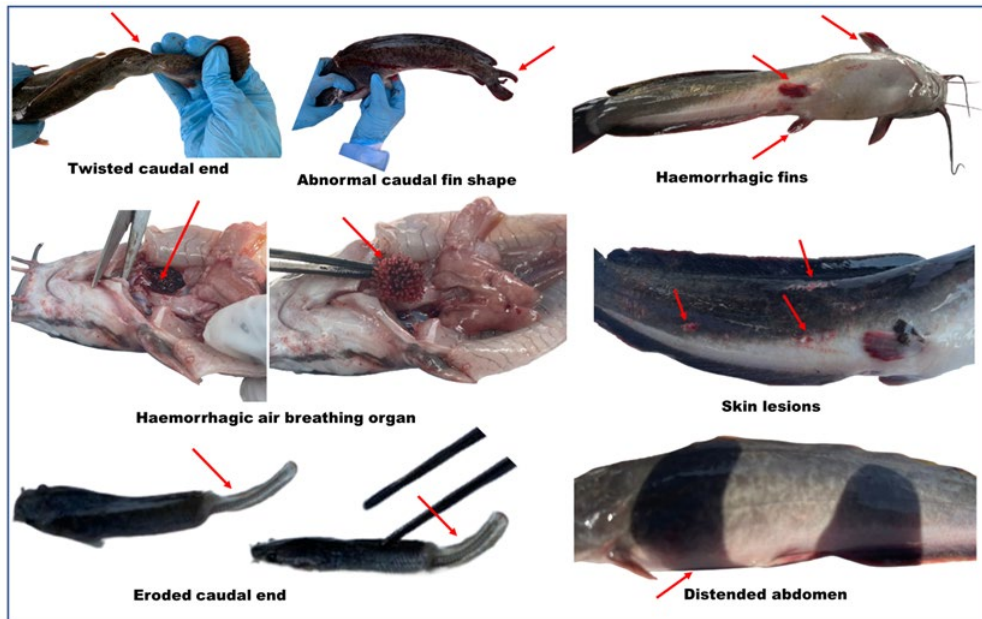 Twisted caudal end
Abnormal caudal fin shape
Haemorrhagic fins
Haemorrhagic air breathing organ
Skin lesions
Eroded caudal end
Distended abdomen